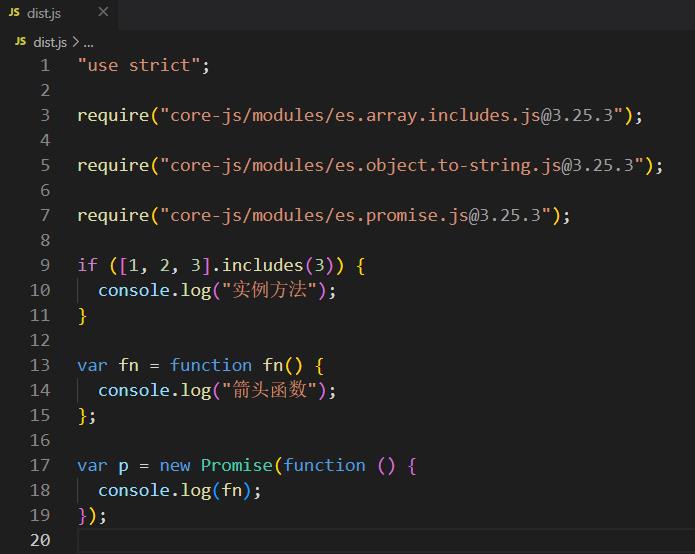 JS dist.js ×
JS dist.js > ...
1 "use strict";
2
3 require("core-js/modules/es.array.includes.js@3.25.3");
4
5 require("core-js/modules/es.object.to-string.js@3.25.3");
6
7 require("core-js/modules/es.promise.js@3.25.3");
8
9 if ([1, 2, 3].includes(3)) {
10   console.log("实例方法");
11 }
12
13 var fn = function fn() {
14   console.log("箭头函数");
15 };
16
17 var p = new Promise(function () {
18   console.log(fn);
19 });
20